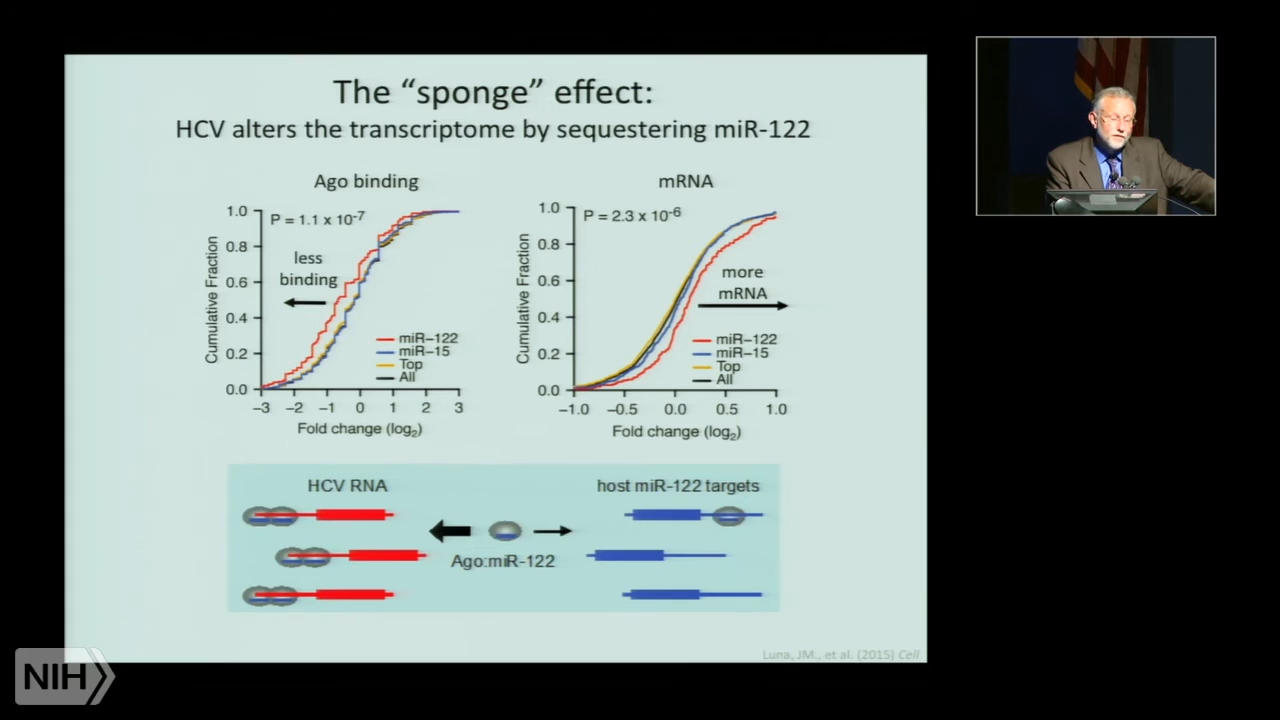 The “sponge” effect:
HCV alters the transcriptome by sequestering miR-122
Ago binding
P = 1.1 x 10-7
less
binding
Cumulative Fraction
1.0
0.8
0.6
0.4
0.2
0.0
miR−122
miR−15
Top
All
−3 −2 −1 0 1 2 3
Fold change (log2)
mRNA
P = 2.3 x 10-6
more
mRNA
Cumulative Fraction
1.0
0.8
0.6
0.4
0.2
0.0
miR−122
miR−15
Top
All
−1.0 −0.5 0.0 0.5 1.0
Fold change (log2)
HCV RNA
host miR-122 targets
Ago:miR-122
Luna, JM., et al. (2015) Cell
NIH